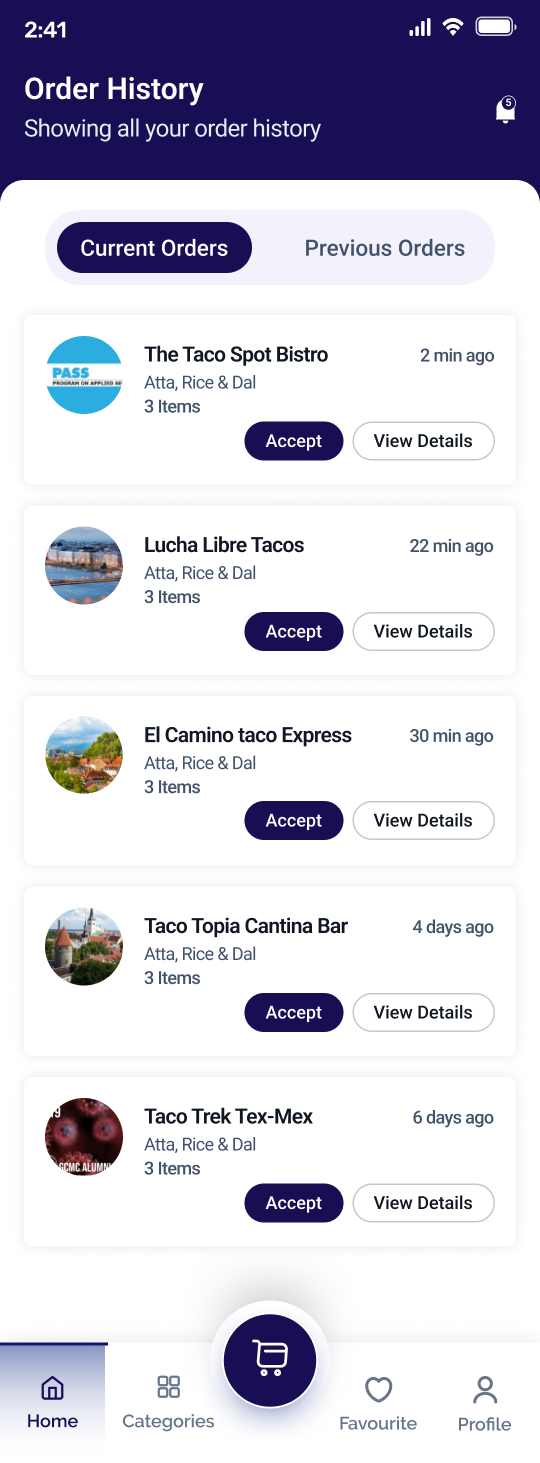 2:41
Order History
Showing all your order history
5
Current Orders
Previous Orders
PASS
PROGRAM ON APPLIED
The Taco Spot Bistro
2 min ago
Atta, Rice & Dal
3 Items
Accept
View Details
Lucha Libre Tacos
22 min ago
Atta, Rice & Dal
3 Items
Accept
View Details
El Camino taco Express
30 min ago
Atta, Rice & Dal
3 Items
Accept
View Details
Taco Topia Cantina Bar
4 days ago
Atta, Rice & Dal
3 Items
Accept
View Details
GCMC ALUMNI
Taco Trek Tex-Mex
6 days ago
Atta, Rice & Dal
3 Items
Accept
View Details
Home
Categories
Favourite
Profile